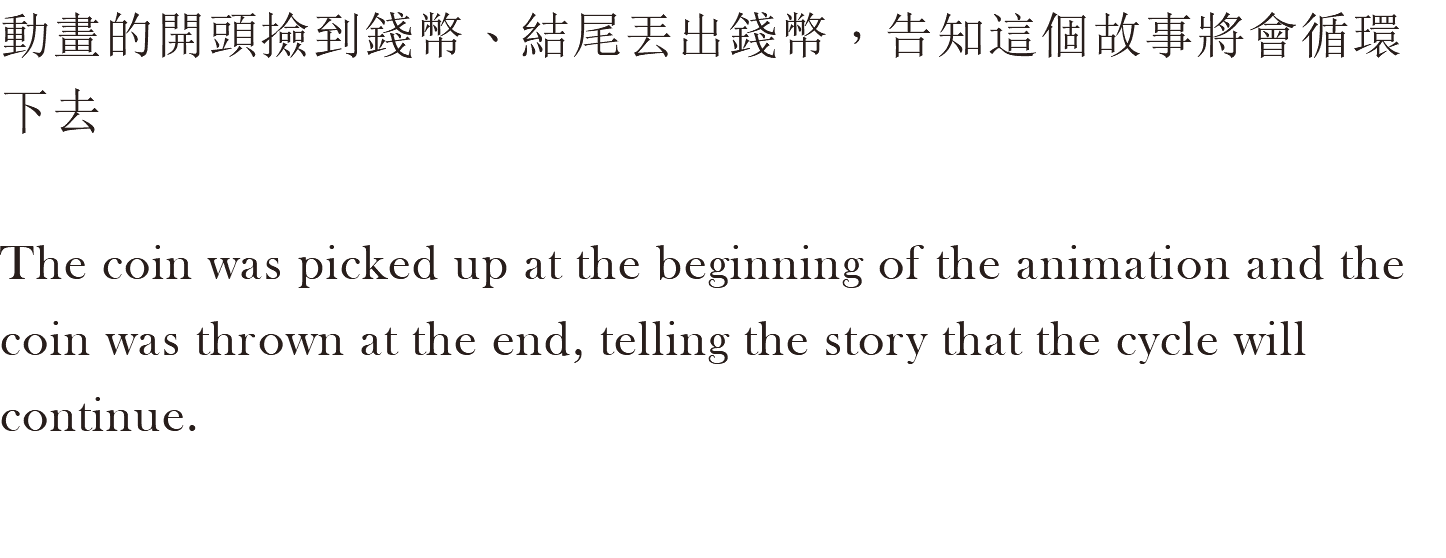 動畫的開頭撿到錢幣、結尾丟出錢幣，告知這個故事將會循環
下去
The coin was picked up at the beginning of the animation and the
coin was thrown at the end, telling the story that the cycle will
continue.